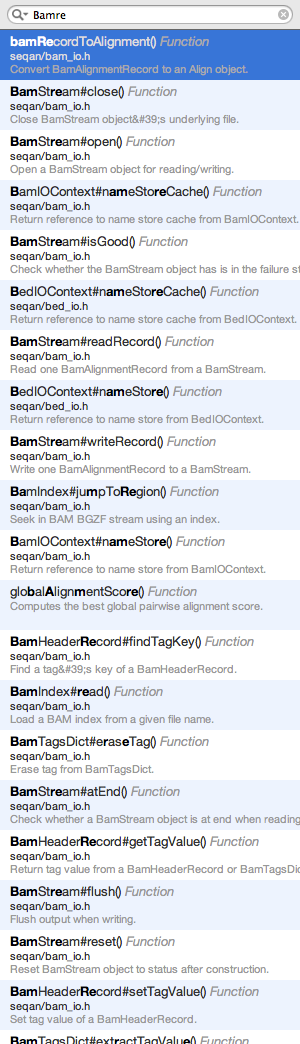 Bamre
bamRecordToAlignment() Function
seqan/bam_io.h
Convert BamAlignmentRecord to an Align object.
BamStream#close() Function
seqan/bam_io.h
Close BamStream object&#39;s underlying file.
BamStream#open() Function
seqan/bam_io.h
Open a BamStream object for reading/writing.
BamIOContext#nameStoreCache() Function
seqan/bam_io.h
Return reference to name store cache from BamIOContext.
BamStream#isGood() Function
seqan/bam_io.h
Check whether the BamStream object has is in the failure st
BedIOContext#nameStoreCache() Function
seqan/bed_io.h
Return reference to name store cache from BedIOContext.
BamStream#readRecord() Function
seqan/bam_io.h
Read one BamAlignmentRecord from a BamStream.
BedIOContext#nameStore() Function
seqan/bed_io.h
Return reference to name store from BedIOContext.
BamStream#writeRecord() Function
seqan/bam_io.h
Write one BamAlignmentRecord to a BamStream.
BamIndex#jumpToRegion() Function
seqan/bam_io.h
Seek in BAM BGZF stream using an index.
BamIOContext#nameStore() Function
seqan/bam_io.h
Return reference to name store from BamIOContext.
globalAlignmentScore() Function
Computes the best global pairwise alignment score.
BamHeaderRecord#findTagKey() Function
seqan/bam_io.h
Find a tag&#39;s key of a BamHeaderRecord.
BamIndex#read() Function
seqan/bam_io.h
Load a BAM index from a given file name.
BamTagsDict#eraseTag() Function
seqan/bam_io.h
Erase tag from BamTagsDict.
BamStream#atEnd() Function
seqan/bam_io.h
Check whether a BamStream object is at end when reading
BamHeaderRecord#getTagValue() Function
seqan/bam_io.h
Return tag value from a BamHeaderRecord or BamTagsDic
BamStream#flush() Function
seqan/bam_io.h
Flush output when writing.
BamStream#reset() Function
seqan/bam_io.h
Reset BamStream object to status after construction.
BamHeaderRecord#setTagValue() Function
seqan/bam_io.h
Set tag value of a BamHeaderRecord.
BamTagsDict#extractTagValue() Function